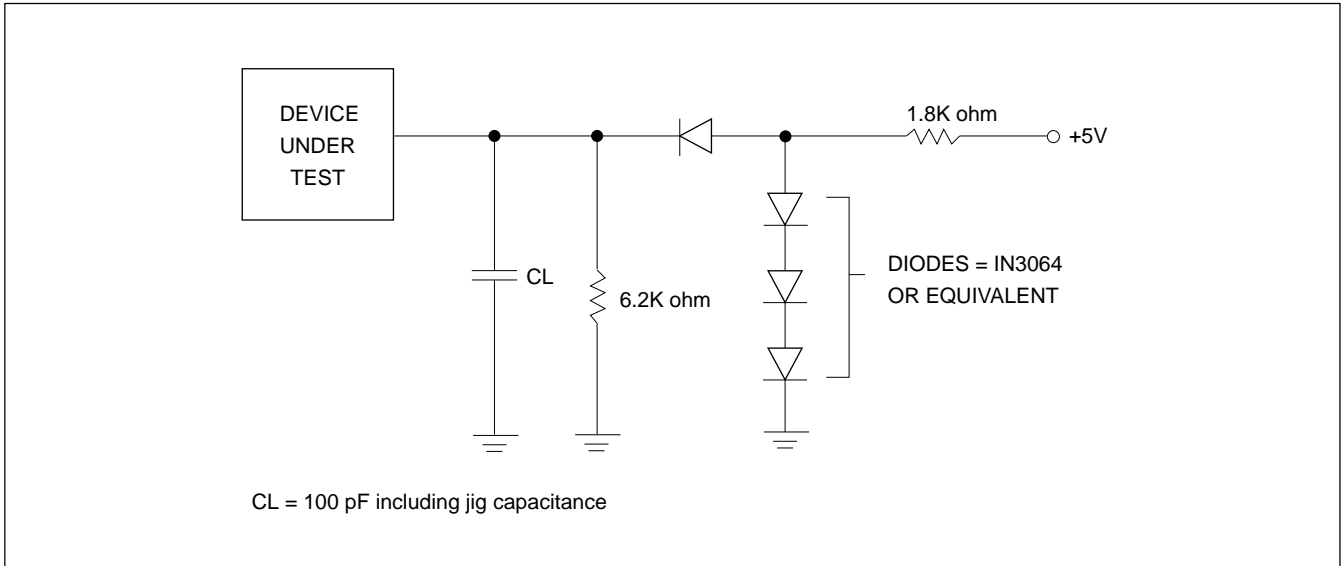 DEVICE
UNDER
TEST
1.8K ohm
+5V
CL
6.2K ohm
DIODES = IN3064
OR EQUIVALENT
CL = 100 pF including jig capacitance